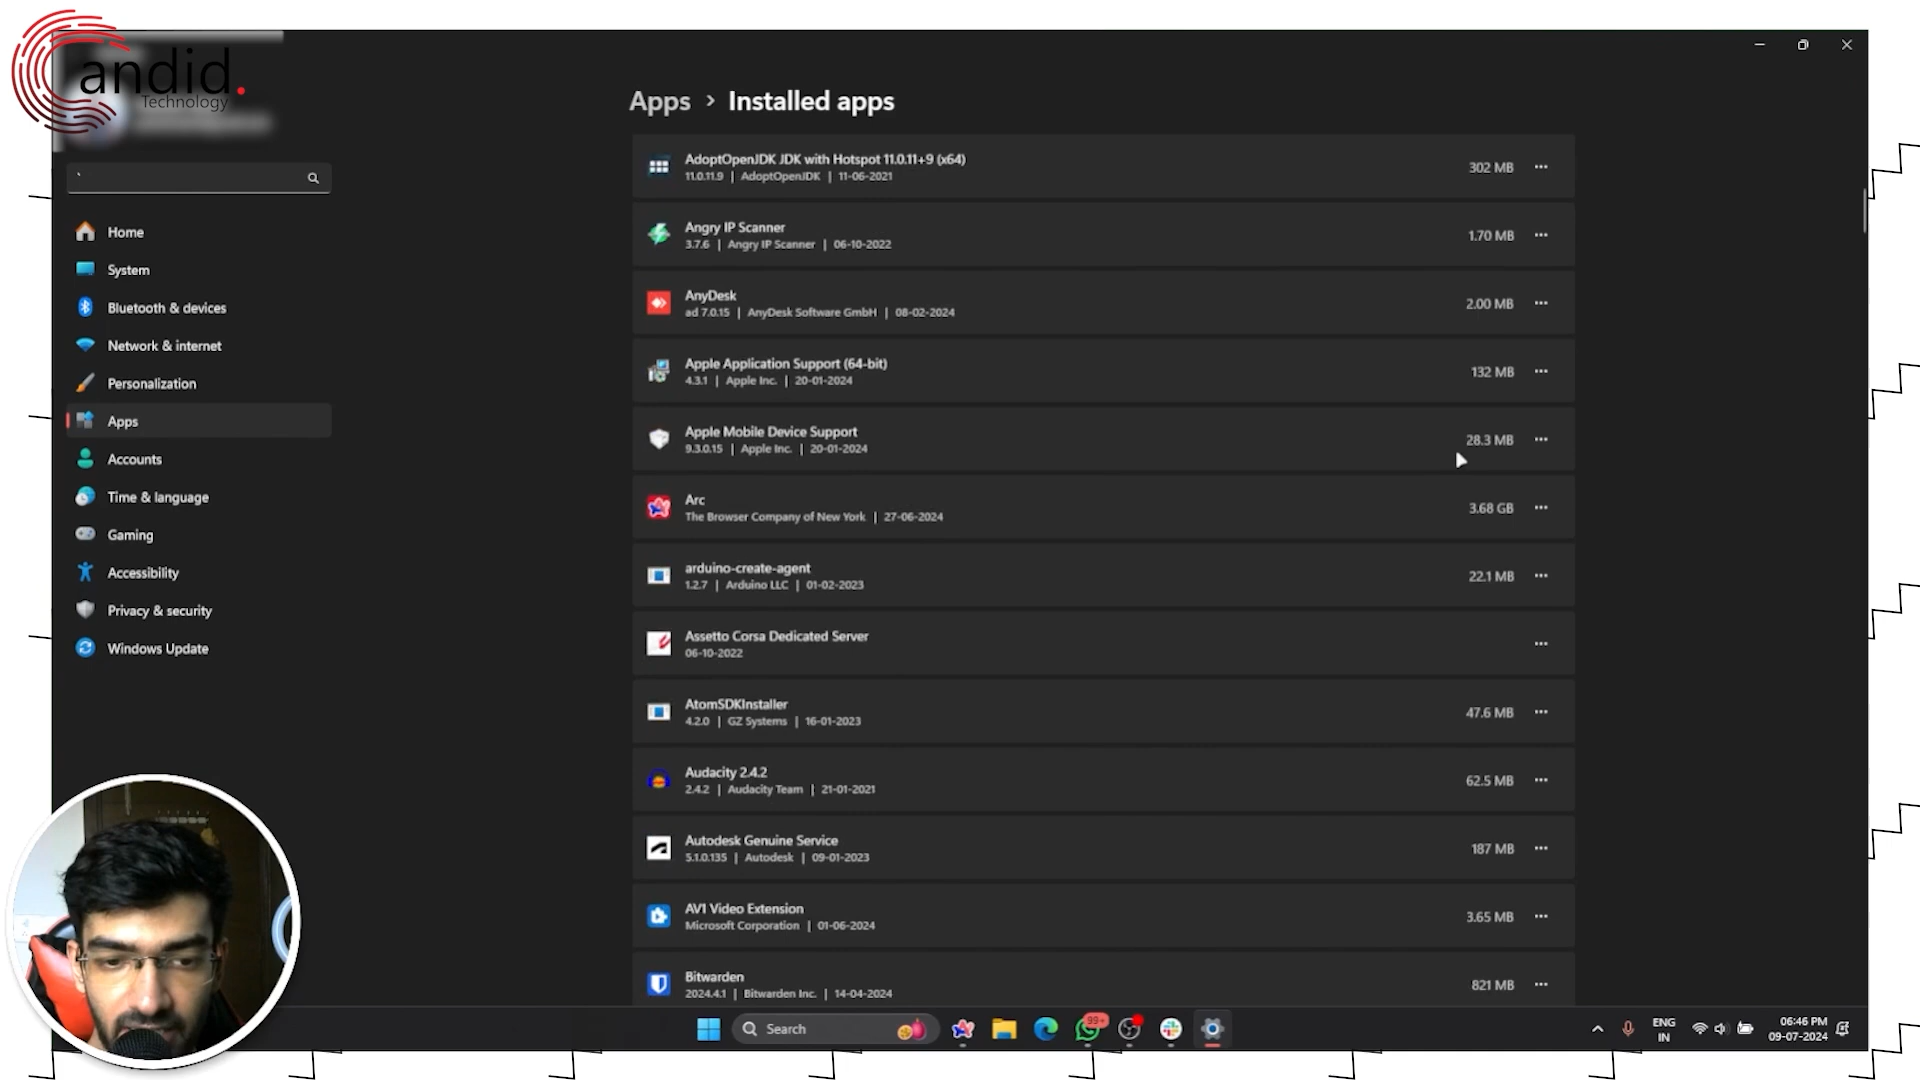 andid.
Technology
Apps > Installed apps
`
Home
System
Bluetooth & devices
Network & internet
Personalization
Apps
Accounts
Time & language
Gaming
Accessibility
Privacy & security
Windows Update
AdoptOpenJDK JDK with Hotspot 11.0.11+9 (x64)
11.0.11.9 | AdoptOpenJDK | 11-06-2021
302 MB
Angry IP Scanner
3.7.6 | Angry IP Scanner | 06-10-2022
1.70 MB
AnyDesk
ad 7.0.15 | AnyDesk Software GmbH | 08-02-2024
2.00 MB
Apple Application Support (64-bit)
4.3.1 | Apple Inc. | 20-01-2024
132 MB
Apple Mobile Device Support
9.3.0.15 | Apple Inc. | 20-01-2024
28.3 MB
Arc
The Browser Company of New York | 27-06-2024
3.68 GB
arduino-create-agent
1.2.7 | Arduino LLC | 01-02-2023
22.1 MB
Assetto Corsa Dedicated Server
06-10-2022
AtomSDKInstaller
4.2.0 | GZ Systems | 16-01-2023
47.6 MB
Audacity 2.4.2
2.4.2 | Audacity Team | 21-01-2021
62.5 MB
Autodesk Genuine Service
5.1.0.135 | Autodesk | 09-01-2023
187 MB
AV1 Video Extension
Microsoft Corporation | 01-06-2024
3.65 MB
Bitwarden
2024.4.1 | Bitwarden Inc. | 14-04-2024
821 MB
Search
99+
ENG
IN
06:46 PM
09-07-2024